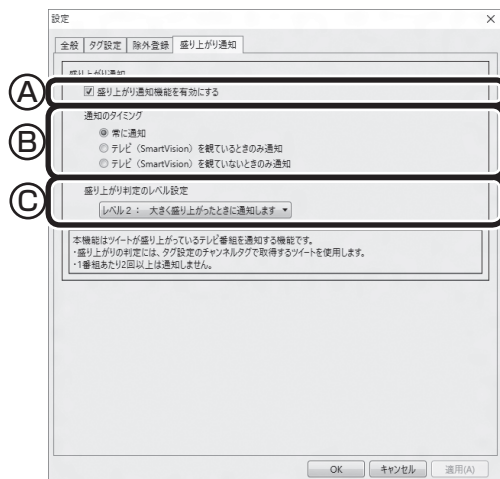 設定
全般 タグ設定 除外登録 盛り上がり通知
盛り上がり通知
Ⓐ 盛り上がり通知機能を有効にする
Ⓑ 通知のタイミング
常に通知
テレビ（SmartVision）を観ているときのみ通知
テレビ（SmartVision）を観ていないときのみ通知
Ⓒ 盛り上がり判定のレベル設定
レベル２： 大きく盛り上がったときに通知します
本機能はツイートが盛り上がっているテレビ番組を通知する機能です。
・盛り上がりの判定には、タグ設定のチャンネルタグで取得するツイートを使用します。
・1番組あたり2回以上は通知しません。
OK キャンセル 適用(A)